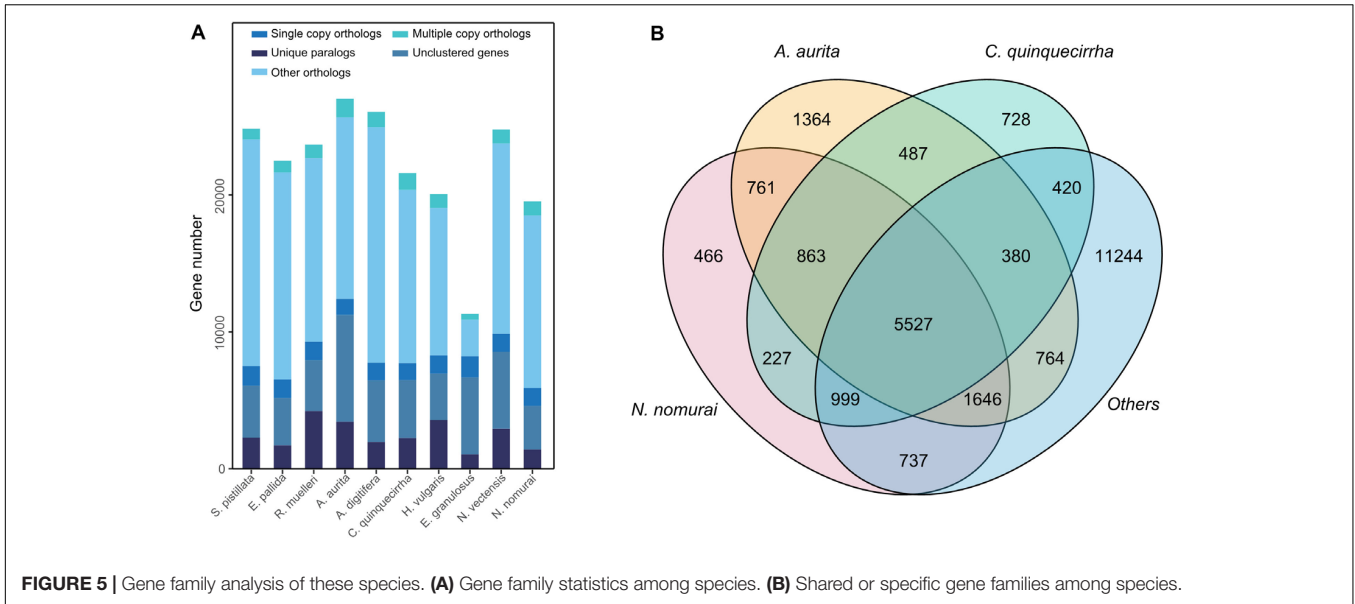 A
Single copy orthologs
Multiple copy orthologs
Unique paralogs
Unclustered genes
Other orthologs
Gene number
20000
10000
0
S. pistillata
E. pallida
R. muelleri
A. aurita
A. digitifera
C. quinquecirrha
H. vulgaris
E. granulosus
N. vectensis
N. nomurai
B
A. aurita
C. quinquecirrha
1364
728
487
761
420
466
863
380
11244
5527
227
764
999
1646
N. nomurai
Others
737
FIGURE 5 | Gene family analysis of these species. (A) Gene family statistics among species. (B) Shared or specific gene families among species.